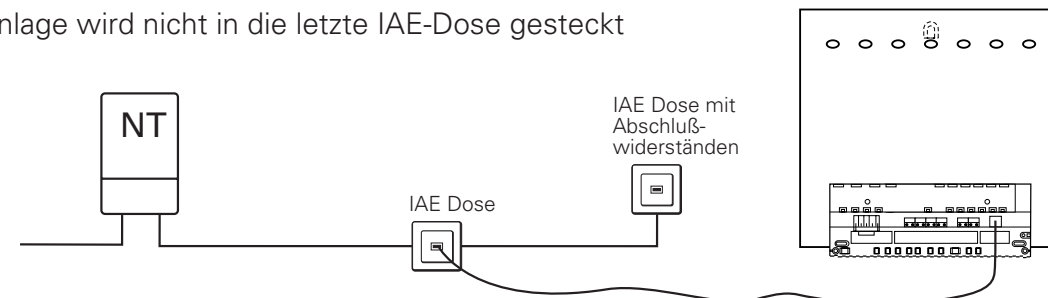 nlage wird nicht in die letzte IAE-Dose gesteckt
NT
IAE Dose mit
Abschluß-
widerständen
IAE Dose